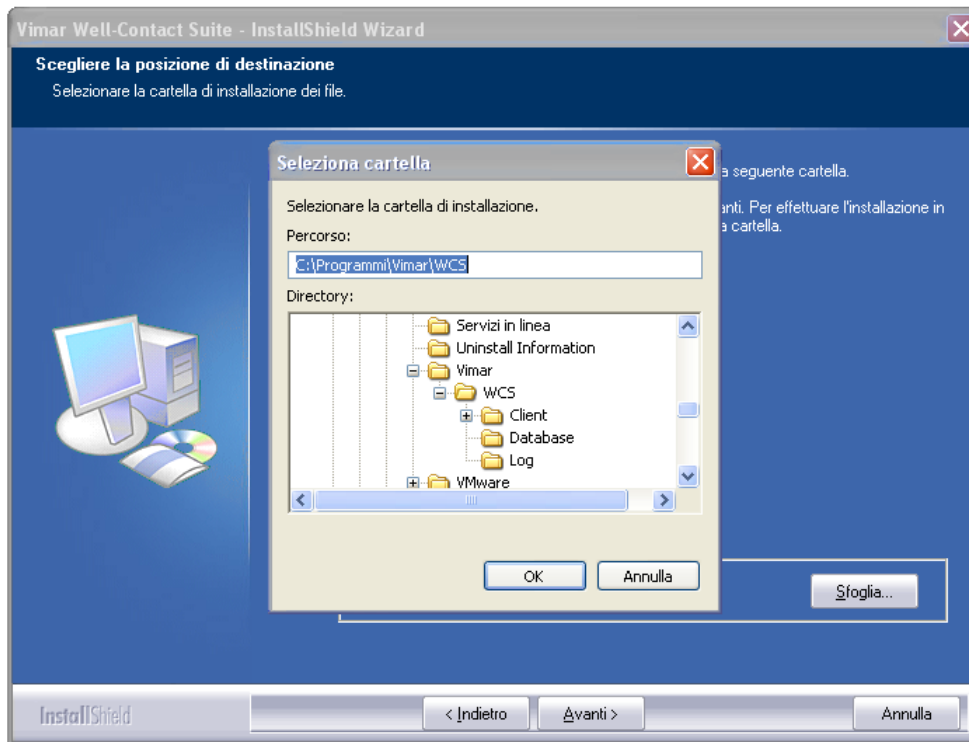 Vimar Well-Contact Suite - InstallShield Wizard
Scegliere la posizione di destinazione
Selezionare la cartella di installazione dei file.
Seleziona cartella
a seguente cartella.
Selezionare la cartella di installazione.
anti. Per effettuare l'installazione in
a cartella.
Percorso:
C:\Programmi\Vimar\WCS
Directory:
Servizi in linea
Uninstall Information
Vimar
WCS
Client
Database
Log
VMware
OK
Annulla
Sfoglia...
InstallShield
< Indietro
Avanti >
Annulla